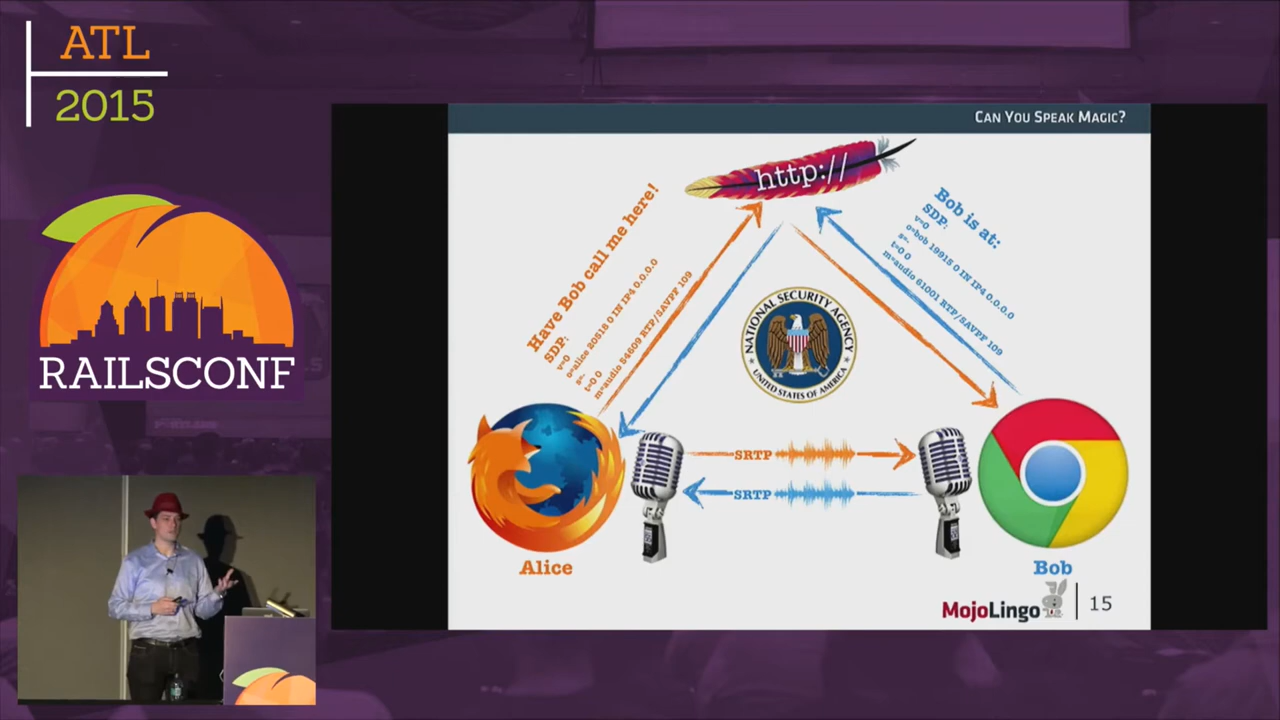 ATL
2015
RAILSCONF
CAN YOU SPEAK MAGIC?
http://
Have Bob call me here!
SDP:
v=0
o=alice 20518 0 IN IP4 0.0.0.0
s=-
t=0 0
m=audio 54609 RTP/SAVPF 109
Bob is at:
SDP:
v=0
o=bob 19915 0 IN IP4 0.0.0.0
s=-
t=0 0
m=audio 61001 RTP/SAVPF 109
NATIONAL SECURITY AGENCY
UNITED STATES OF AMERICA
SRTP
SRTP
Alice
Bob
MojoLingo
15